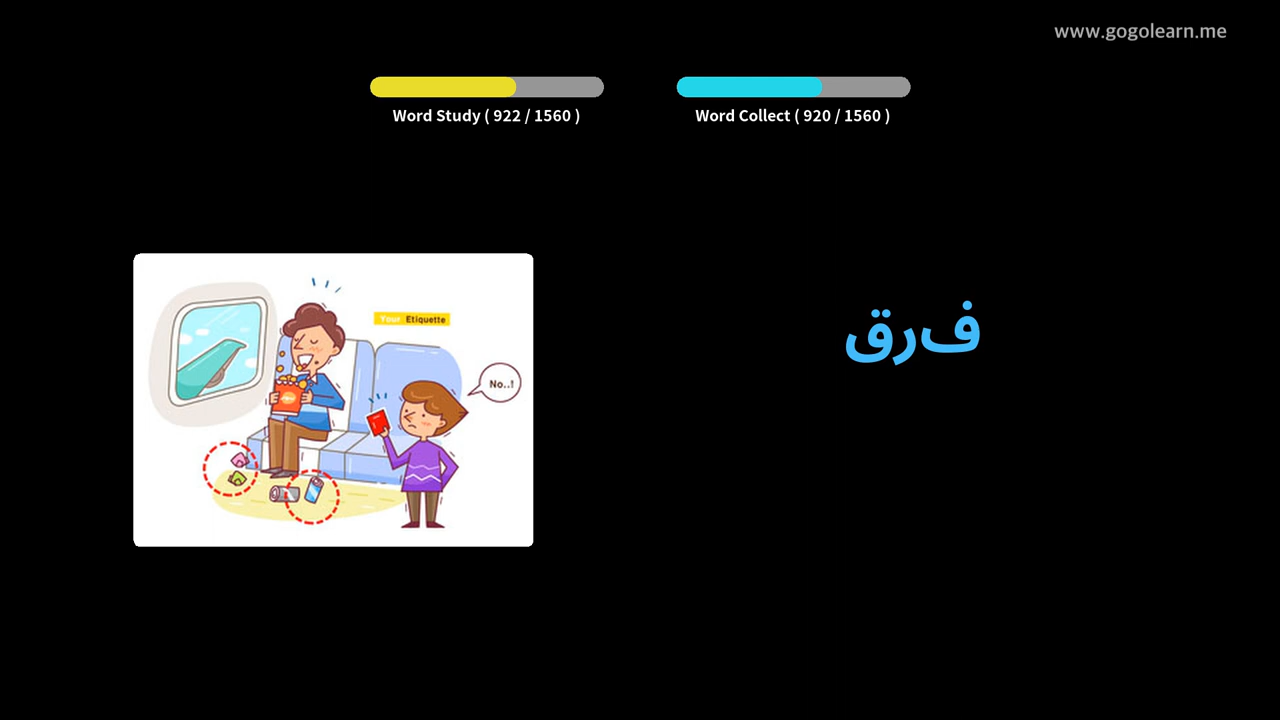 www.gogolearn.me
Word Study ( 922 / 1560 )
Word Collect ( 920 / 1560 )
Your Etiquette
No..!
فرق